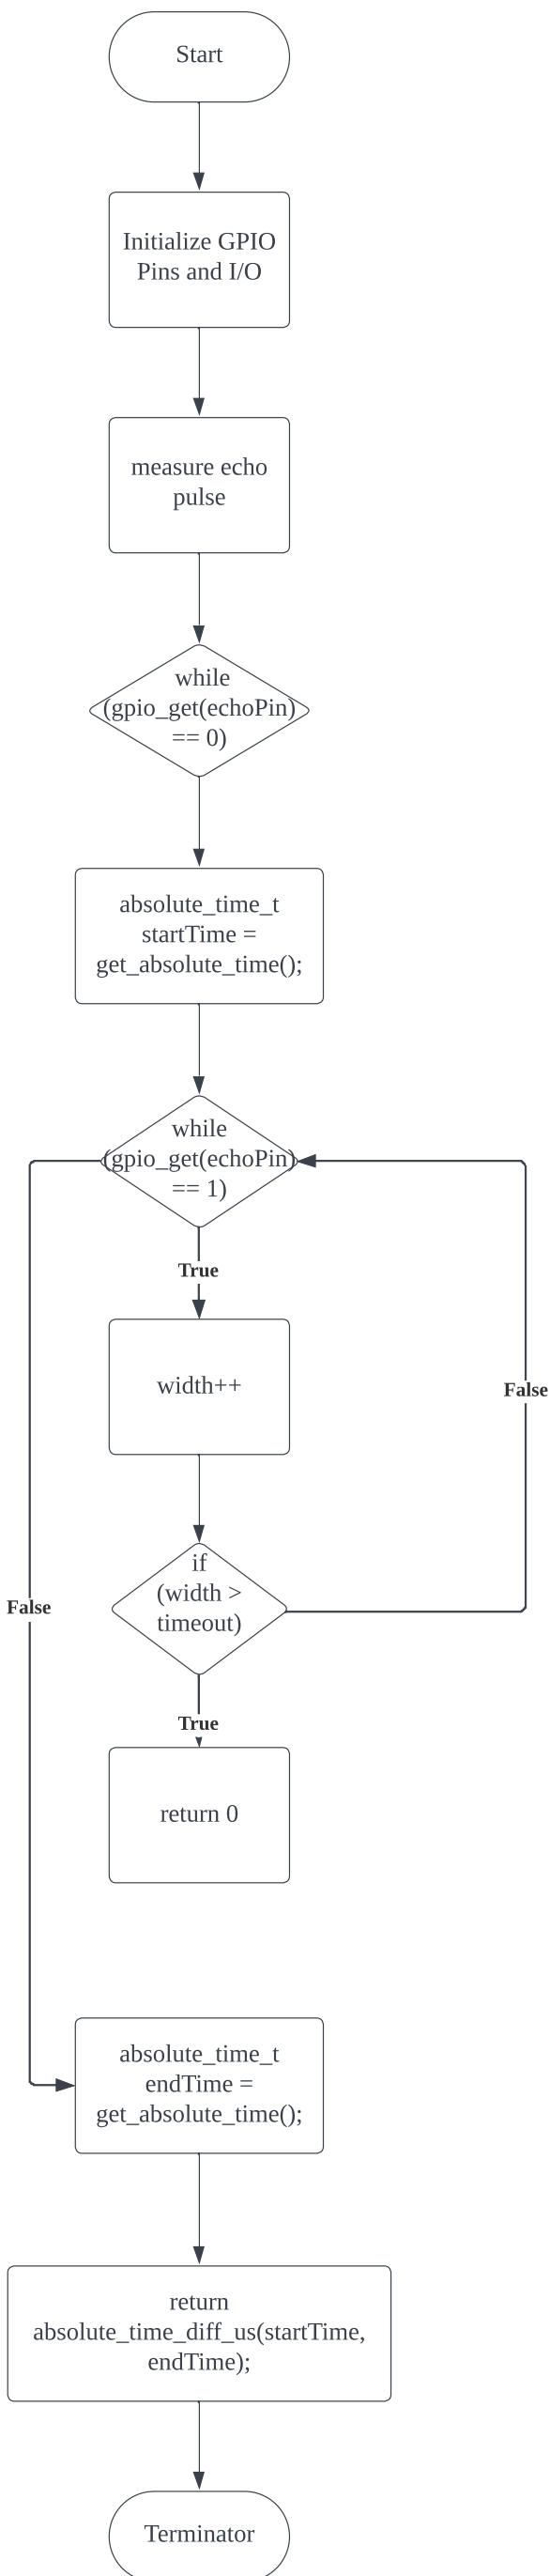 Start
Initialize GPIO
Pins and I/O
measure echo
pulse
while
(gpio_get(echoPin)
== 0)
absolute_time_t
startTime =
get_absolute_time();
while
(gpio_get(echoPin)
== 1)
True
width++
False
if
(width >
timeout)
False
True
return 0
absolute_time_t
endTime =
get_absolute_time();
return
absolute_time_diff_us(startTime,
endTime);
Terminator